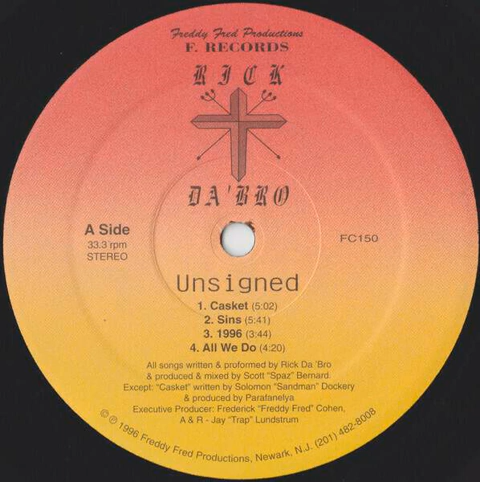 Freddy Fred Productions
F. RECORDS
RICK
DA'BRO
A Side
33.3 rpm
STEREO
FC150
Unsigned
1. Casket (5:02)
2. Sins (5:41)
3. 1996 (3:44)
4. All We Do (4:20)
All songs written & proformed by Rick Da 'Bro
& produced & mixed by Scott "Spaz" Bernard.
Except: "Casket" written by Solomon "Sandman" Dockery
& produced by Parafanelya
Executive Producer: Frederick "Freddy Fred" Cohen,
A & R - Jay "Trap" Lundstrum
© ℗ 1996 Freddy Fred Productions, Newark, N.J. (201) 482-8008